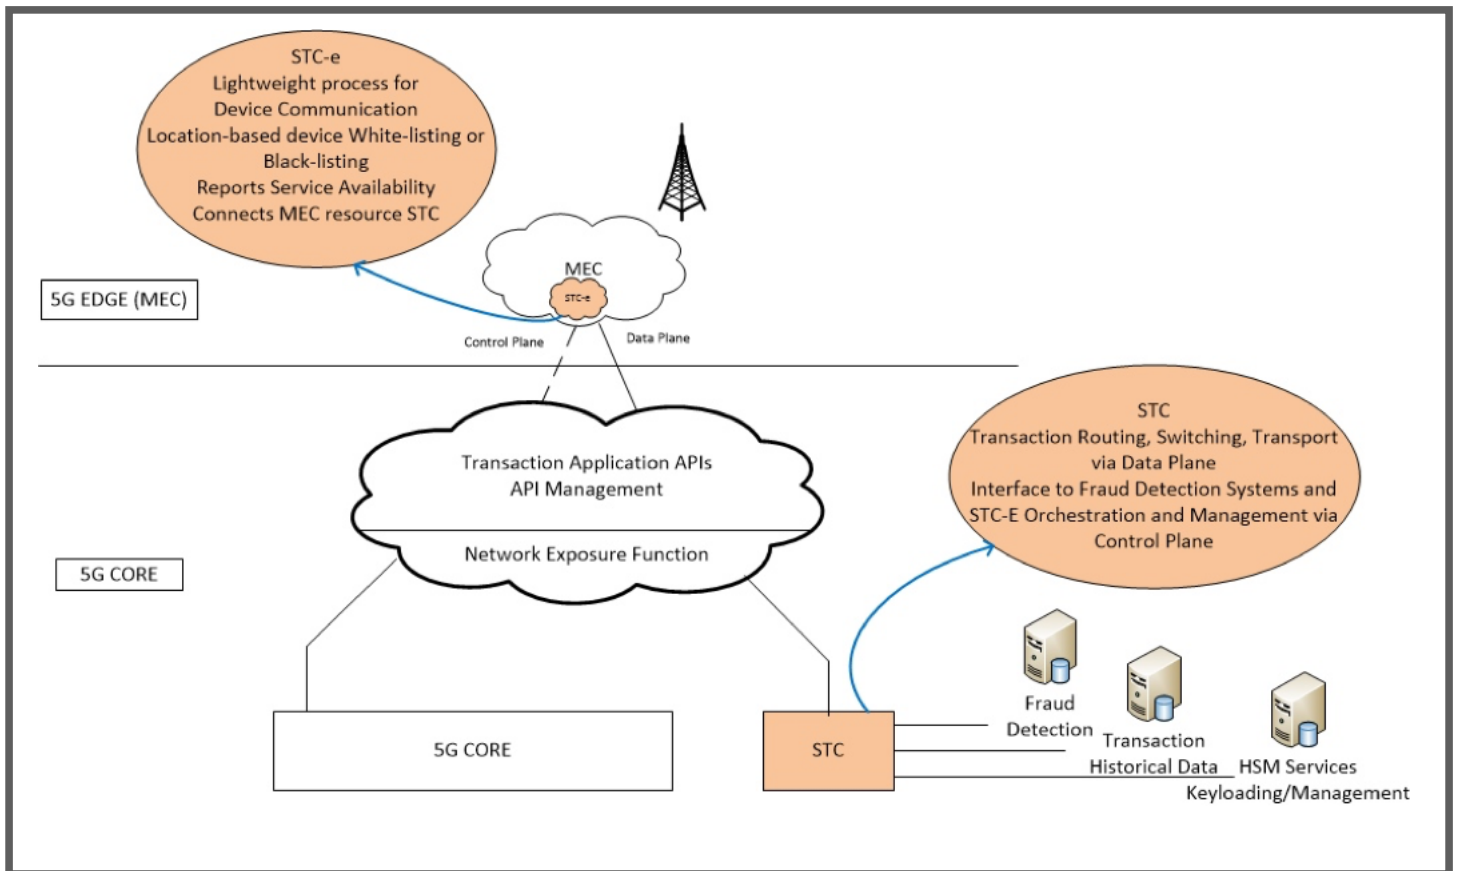 STC-e
Lightweight process for
Device Communication
Location-based device White-listing or
Black-listing
Reports Service Availability
Connects MEC resource STC
MEC
STC-e
5G EDGE (MEC)
Control Plane
Data Plane
STC
Transaction Routing, Switching, Transport
via Data Plane
Interface to Fraud Detection Systems and
STC-E Orchestration and Management via
Control Plane
Transaction Application APIs
API Management
Network Exposure Function
5G CORE
5G CORE
STC
Fraud
Detection
Transaction
Historical Data
HSM Services
Keyloading/Management